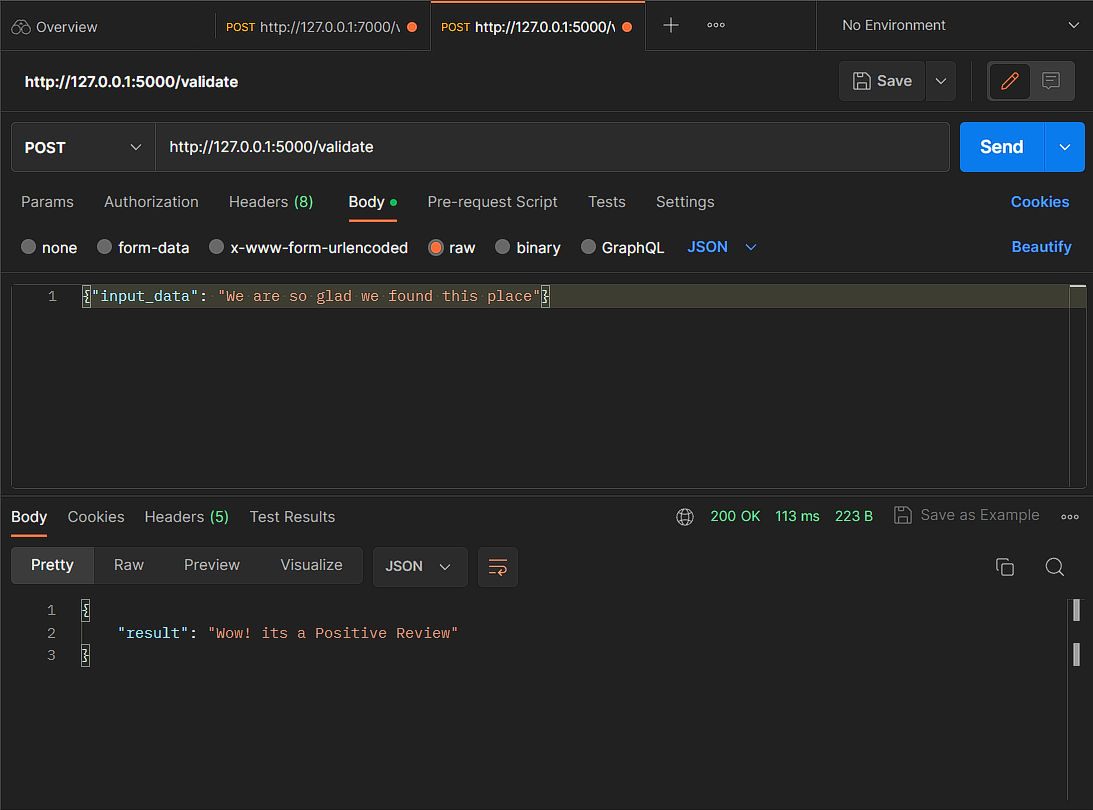 Overview
POST http://127.0.0.1:7000/v
POST http://127.0.0.1:5000/v
No Environment
http://127.0.0.1:5000/validate
Save
POST
http://127.0.0.1:5000/validate
Send
Params Authorization Headers (8) Body Pre-request Script Tests Settings Cookies
none form-data x-www-form-urlencoded raw binary GraphQL JSON Beautify
1 {"input_data": "We are so glad we found this place"}
Body Cookies Headers (5) Test Results 200 OK 113 ms 223 B Save as Example
Pretty Raw Preview Visualize JSON
1 {
2 "result": "Wow! its a Positive Review"
3 }